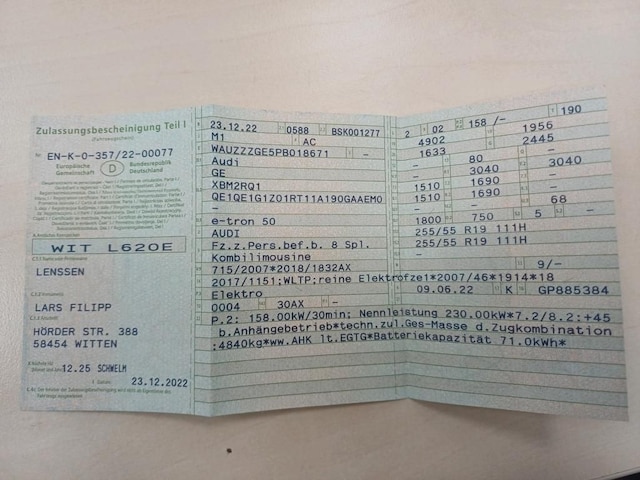 Zulassungsbescheinigung Teil I
(Fahrzeugschein)
Nr. EN-K-0-357/22-00077
Europäische Gemeinschaft
D
Bundesrepublik Deutschland
WIT L620E
LENSSEN
LARS FILIPP
HÖRDER STR. 388
58454 WITTEN
12.25 SCHWELM
23.12.2022
23.12.22 0588 BSK001277
M1 AC
WAUZZZGE5PB018671 -
Audi
GE
XBM2RQ1
QE1QE1G1Z01RT11A190GAAEM0
-
e-tron 50
AUDI
Fz.z.Pers.bef.b. 8 Spl.
Kombilimousine
715/2007*2018/1832AX
2017/1151;WLTP;reine Elektrofze1*2007/46*1914*18
Elektro
0004 30AX -
2 02 158 /- 190
4902 1956
1633 2445
- 80 -
- 3040 3040
1510 1690 -
1510 1690 -
- - 68
1800 750 5 -
255/55 R19 111H
255/55 R19 111H
- 9/-
09.06.22 K GP885384
P.2: 158.00kW/30min; Nennleistung 230.00kW*7.2/8.2:+45
b.Anhängebetrieb*techn.zul.Ges-Masse d.Zugkombination
:4840kg*ww.AHK lt.EGTG*Batteriekapazität 71.0kWh*